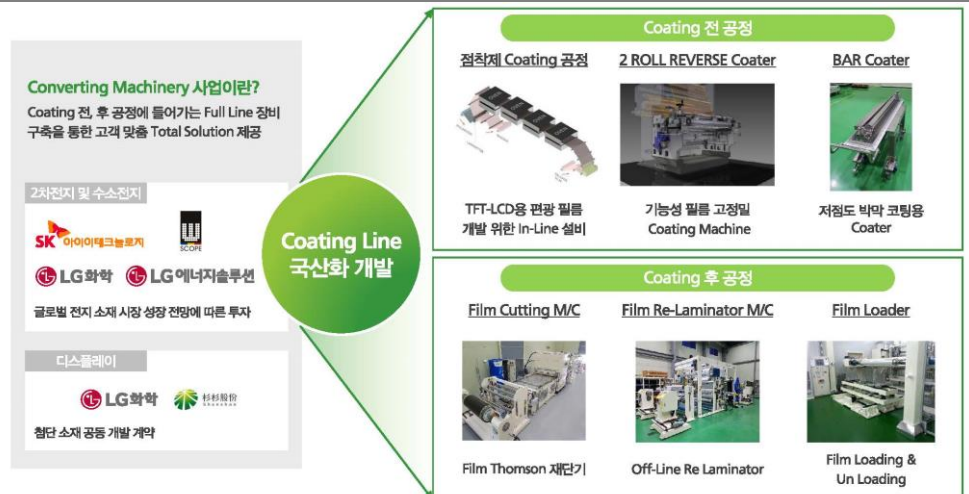 Converting Machinery 사업이란?
Coating 전, 후 공정에 들어가는 Full Line 장비
구축을 통한 고객 맞춤 Total Solution 제공
2차전지 및 수소전지
SK 아이이테크놀로지
SCOPE
LG화학
LG에너지솔루션
글로벌 전지 소재 시장 성장 전망에 따른 투자
디스플레이
LG화학
杉杉股份
Shanshan
첨단 소재 공동 개발 계약
Coating Line
국산화 개발
Coating 전 공정
점착제 Coating 공정
TFT-LCD용 편광 필름
개발 위한 In-Line 설비
2 ROLL REVERSE Coater
기능성 필름 고정밀
Coating Machine
BAR Coater
저점도 박막 코팅용
Coater
Coating 후 공정
Film Cutting M/C
Film Thomson 재단기
Film Re-Laminator M/C
Off-Line Re Laminator
Film Loader
Film Loading &
Un Loading